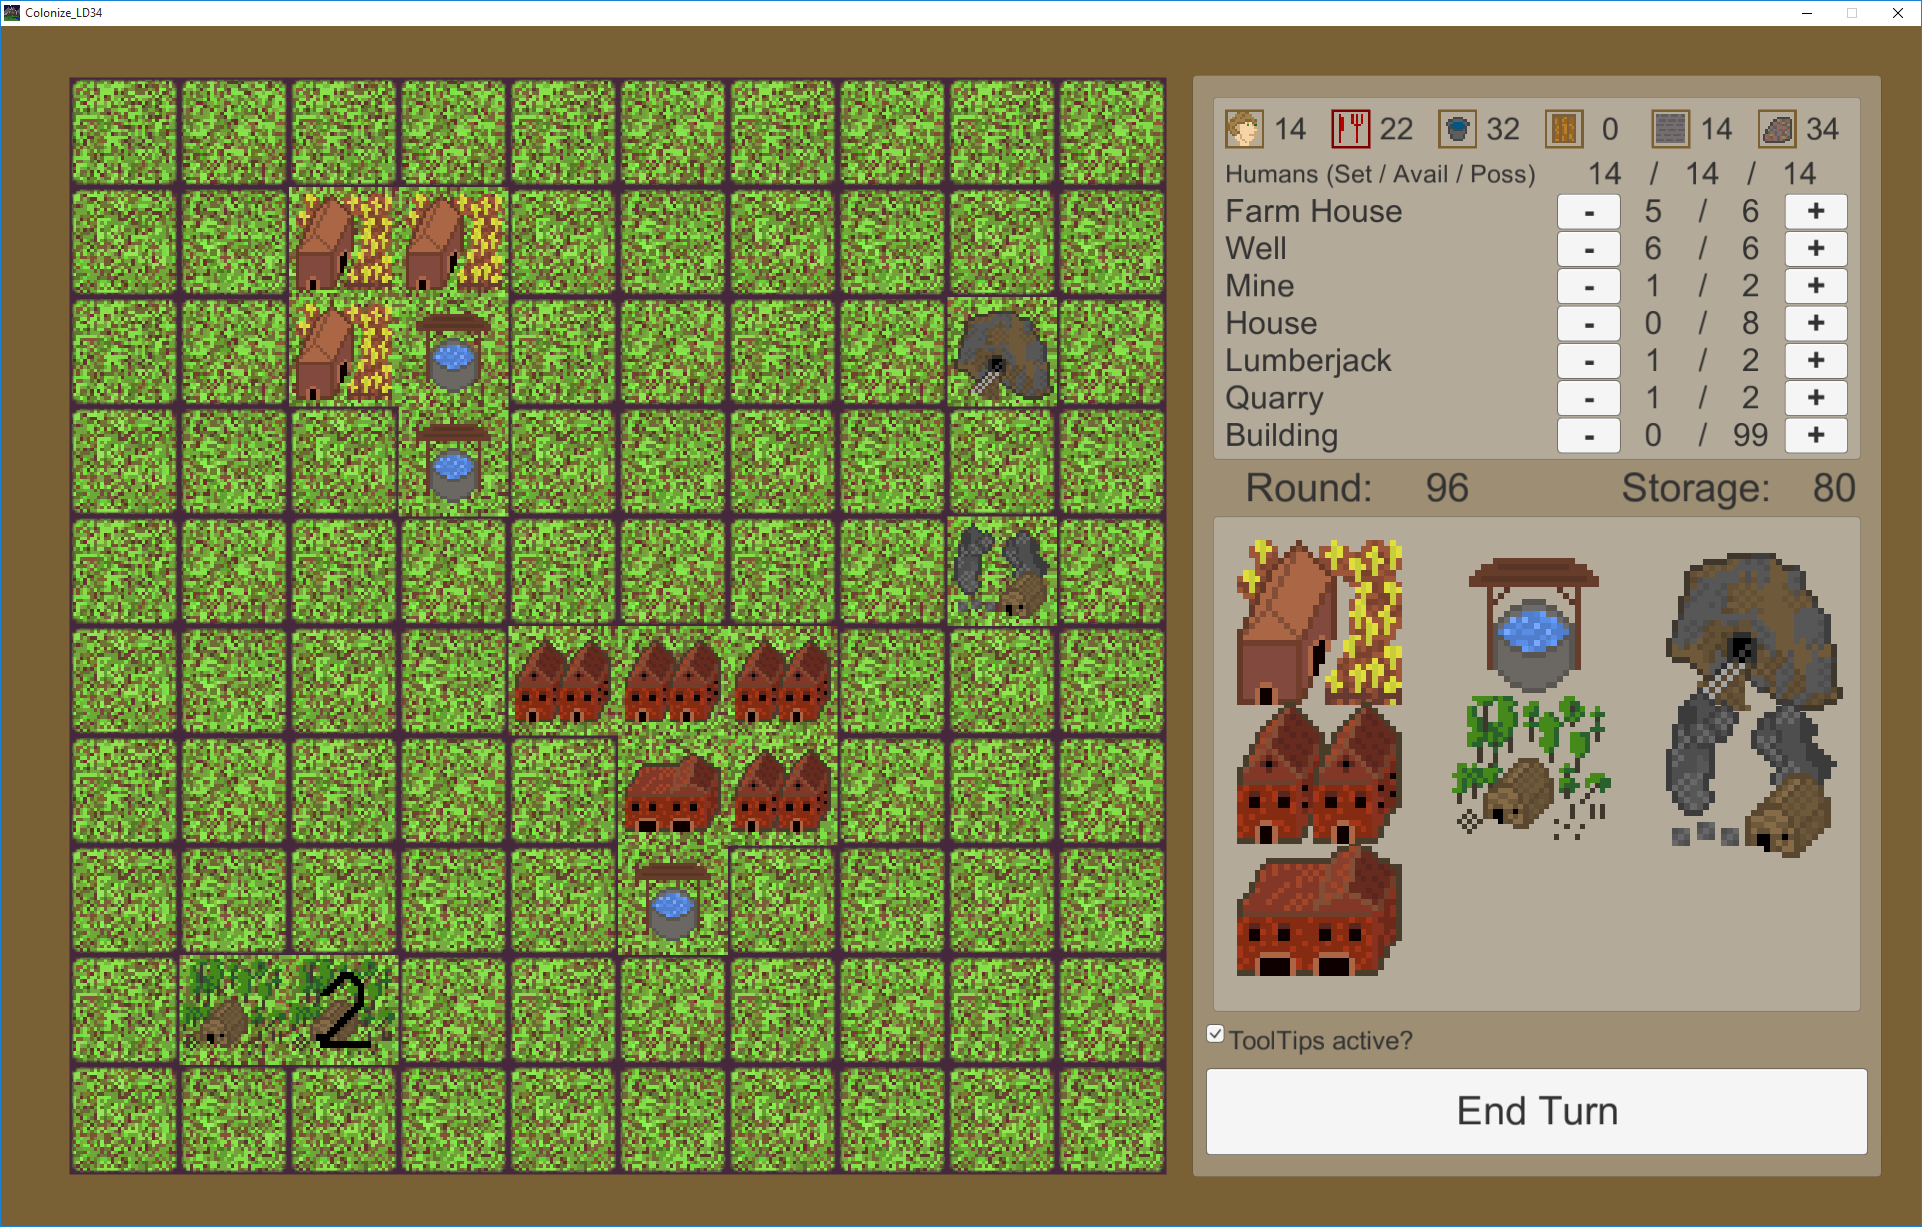 Colonize_LD34
14 22 32 0 14 34
Humans (Set / Avail / Poss) 14 / 14 / 14
Farm House - 5 / 6 +
Well - 6 / 6 +
Mine - 1 / 2 +
House - 0 / 8 +
Lumberjack - 1 / 2 +
Quarry - 1 / 2 +
Building - 0 / 99 +
Round: 96 Storage: 80
2
ToolTips active?
End Turn